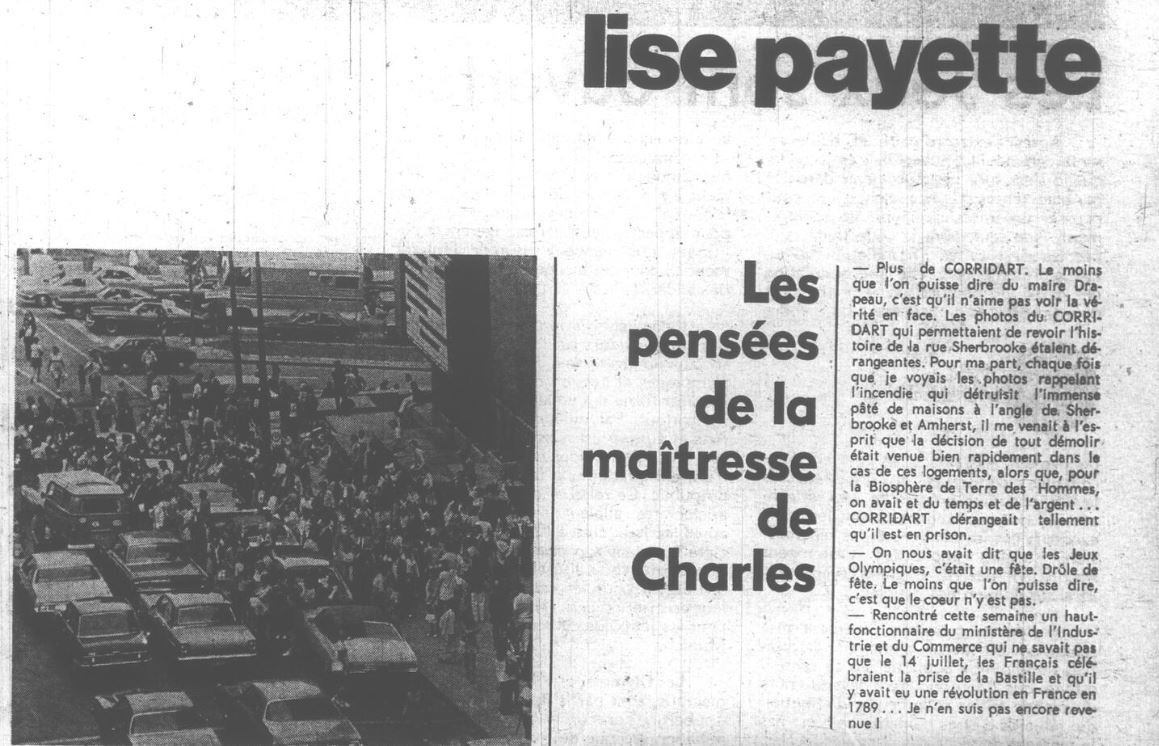 lise payette
Les
pensées
de la
maîtresse
de
Charles
— Plus de CORRIDART. Le moins
que l'on puisse dire du maire Dra-
peau, c'est qu'il n'aime pas voir la vé-
rité en face. Les photos du CORRI-
DART qui permettaient de revoir l'his-
toire de la rue Sherbrooke étaient dé-
rangeantes. Pour ma part, chaque fois
que je voyais les photos rappelant
l'incendie qui détruisit l'immense
pâté de maisons à l'angle de Sher-
brooke et Amherst, il me venait à l'es-
prit que la décision de tout démolir
était venue bien rapidement dans le
cas de ces logements, alors que, pour
la Biosphère de Terre des Hommes,
on avait et du temps et de l'argent...
CORRIDART dérangeait tellement
qu'il est en prison.
— On nous avait dit que les Jeux
Olympiques, c'était une fête. Drôle de
fête. Le moins que l'on puisse dire,
c'est que le coeur n'y est pas.
— Rencontré cette semaine un haut-
fonctionnaire du ministère de l'Indus-
trie et du Commerce qui ne savait pas
que le 14 juillet, les Français célé-
braient la prise de la Bastille et qu'il
y avait eu une révolution en France en
1789... Je n'en suis pas encore reve-
nue !